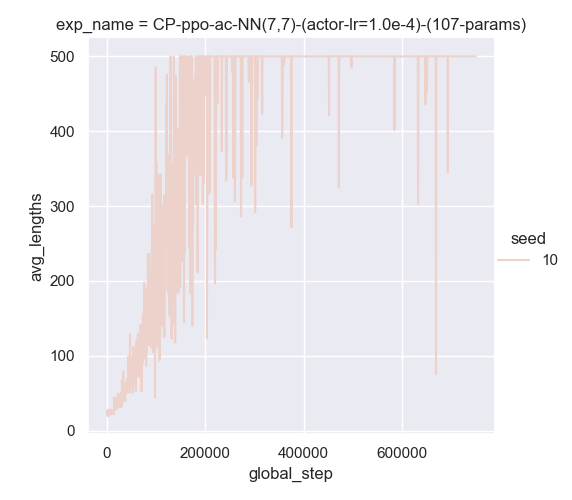 exp_name = CP-ppo-ac-NN(7,7)-(actor-lr=1.0e-4)-(107-params)
500
400
300
200
100
0
avg_lengths
0 200000 400000 600000
global_step
seed
10